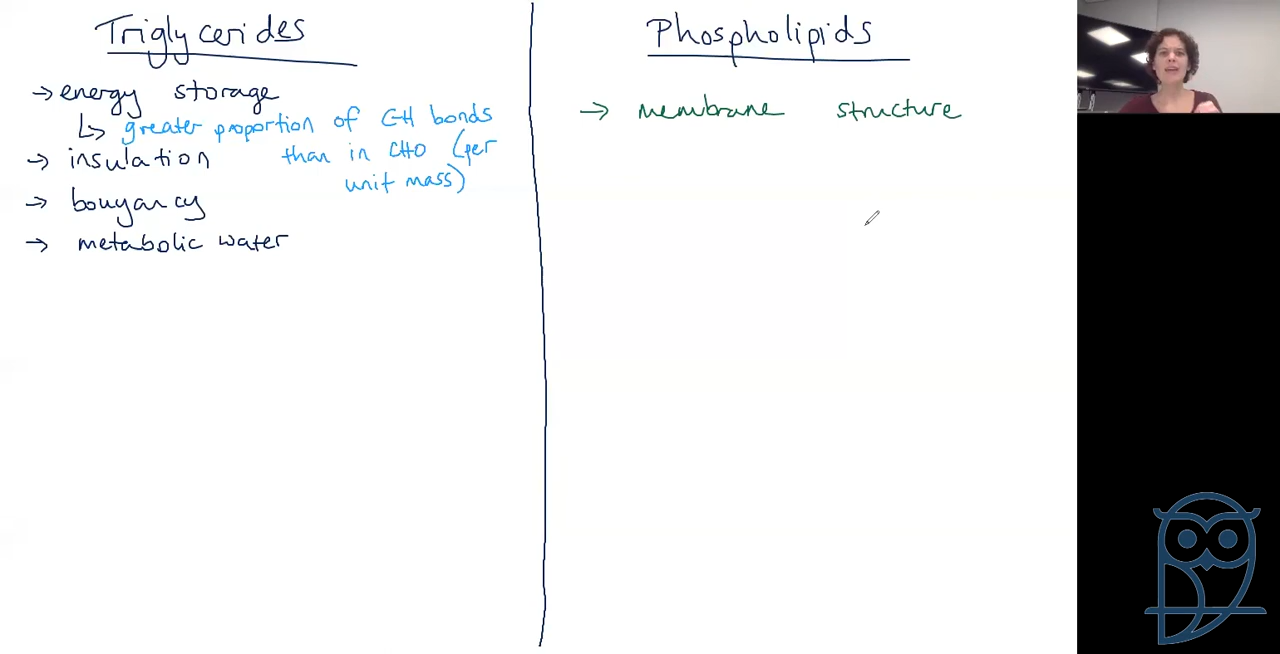 Triglycerides
→ energy storage
↳ greater proportion of C-H bonds
than in CHO (per
unit mass)
→ insulation
→ bouyancy
→ metabolic water
Phospholipids
→ membrane structure